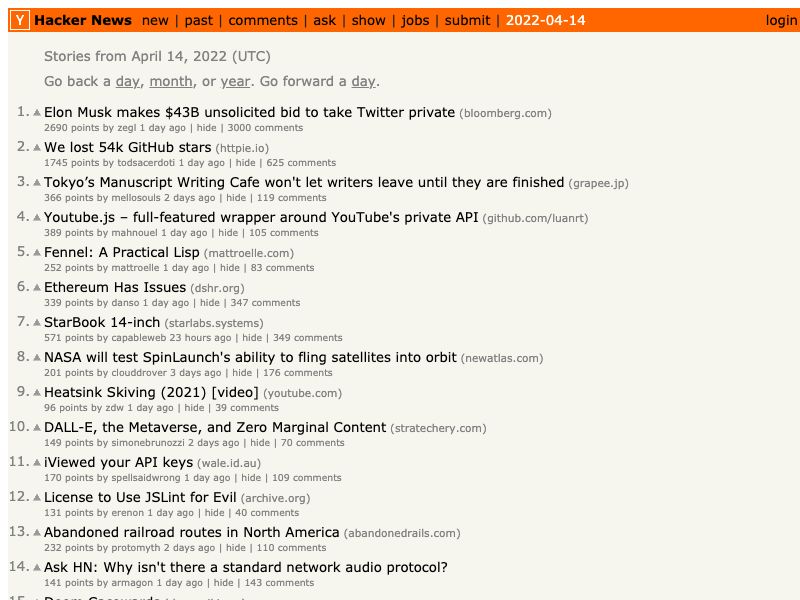 Y Hacker News new | past | comments | ask | show | jobs | submit | 2022-04-14 login
Stories from April 14, 2022 (UTC)
Go back a day, month, or year. Go forward a day.
1. Elon Musk makes $43B unsolicited bid to take Twitter private (bloomberg.com)
2690 points by zegl 1 day ago | hide | 3000 comments
2. We lost 54k GitHub stars (httpie.io)
1745 points by todsacerdoti 1 day ago | hide | 625 comments
3. Tokyo’s Manuscript Writing Cafe won't let writers leave until they are finished (grapee.jp)
366 points by mellosouls 2 days ago | hide | 119 comments
4. Youtube.js – full-featured wrapper around YouTube's private API (github.com/luanrt)
389 points by mahnouel 1 day ago | hide | 105 comments
5. Fennel: A Practical Lisp (mattroelle.com)
252 points by mattroelle 1 day ago | hide | 83 comments
6. Ethereum Has Issues (dshr.org)
339 points by danso 1 day ago | hide | 347 comments
7. StarBook 14-inch (starlabs.systems)
571 points by capableweb 23 hours ago | hide | 349 comments
8. NASA will test SpinLaunch's ability to fling satellites into orbit (newatlas.com)
201 points by clouddrover 3 days ago | hide | 176 comments
9. Heatsink Skiving (2021) [video] (youtube.com)
96 points by zdw 1 day ago | hide | 39 comments
10. DALL-E, the Metaverse, and Zero Marginal Content (stratechery.com)
149 points by simonebrunozzi 2 days ago | hide | 70 comments
11. iViewed your API keys (wale.id.au)
170 points by spellsaidwrong 1 day ago | hide | 109 comments
12. License to Use JSLint for Evil (archive.org)
131 points by erenon 1 day ago | hide | 40 comments
13. Abandoned railroad routes in North America (abandonedrails.com)
232 points by protomyth 2 days ago | hide | 110 comments
14. Ask HN: Why isn't there a standard network audio protocol?
141 points by armagon 1 day ago | hide | 143 comments